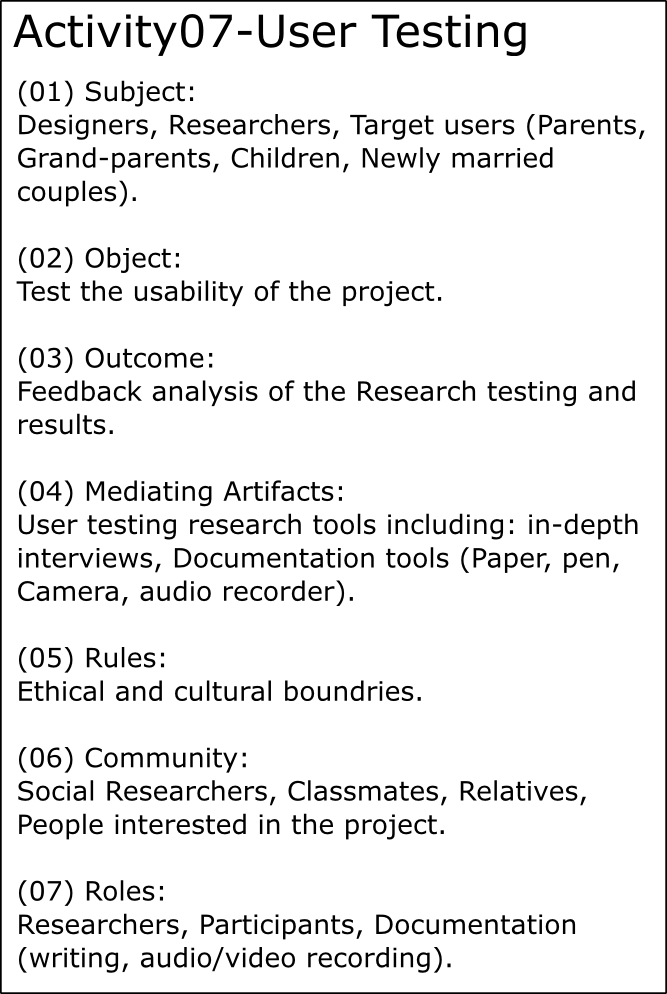 Activity07-User Testing
(01) Subject:
Designers, Researchers, Target users (Parents,
Grand-parents, Children, Newly married
couples).
(02) Object:
Test the usability of the project.
(03) Outcome:
Feedback analysis of the Research testing and
results.
(04) Mediating Artifacts:
User testing research tools including: in-depth
interviews, Documentation tools (Paper, pen,
Camera, audio recorder).
(05) Rules:
Ethical and cultural boundries.
(06) Community:
Social Researchers, Classmates, Relatives,
People interested in the project.
(07) Roles:
Researchers, Participants, Documentation
(writing, audio/video recording).